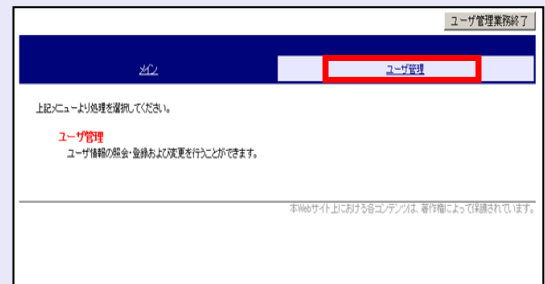 ユーザ管理業務終了
メイン
ユーザ管理
上記メニューより処理を選択してください。
ユーザ管理
ユーザ情報の照会・登録および変更を行うことができます。
本Webサイト上における各コンテンツは、著作権によって保護されています。